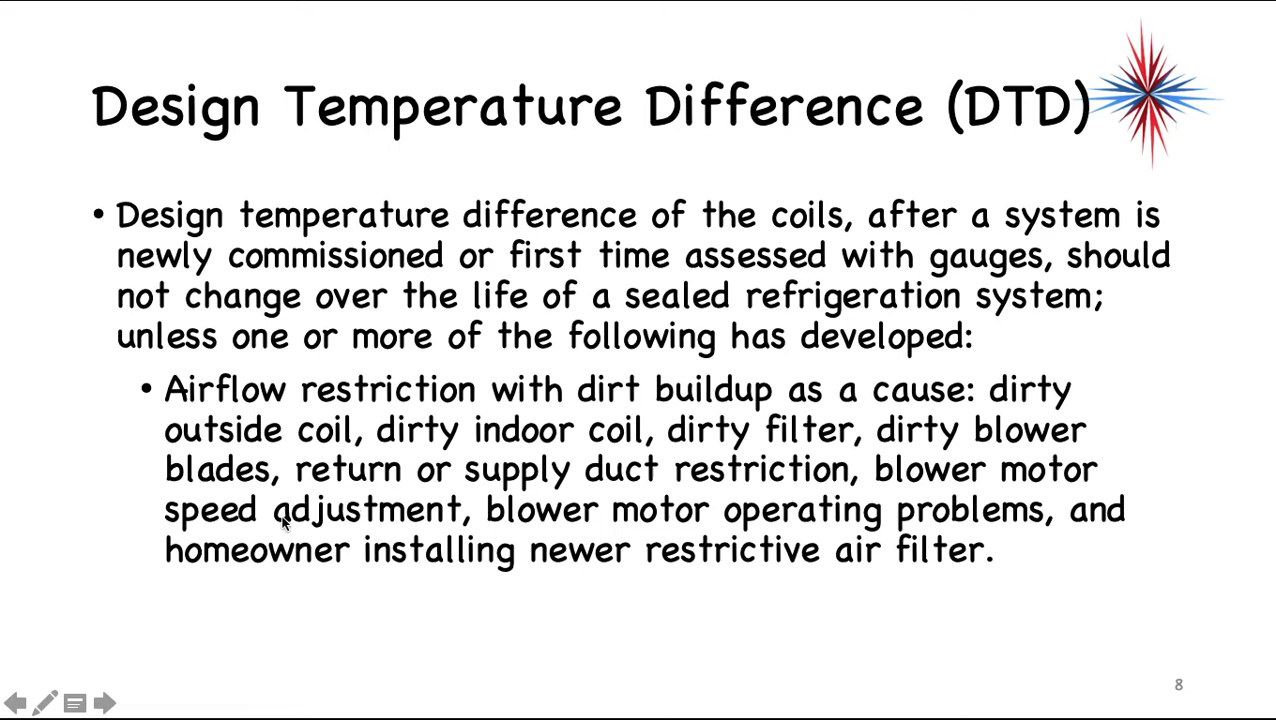 Design Temperature Difference (DTD)
• Design temperature difference of the coils, after a system is
newly commissioned or first time assessed with gauges, should
not change over the life of a sealed refrigeration system;
unless one or more of the following has developed:
• Airflow restriction with dirt buildup as a cause: dirty
outside coil, dirty indoor coil, dirty filter, dirty blower
blades, return or supply duct restriction, blower motor
speed adjustment, blower motor operating problems, and
homeowner installing newer restrictive air filter.
8